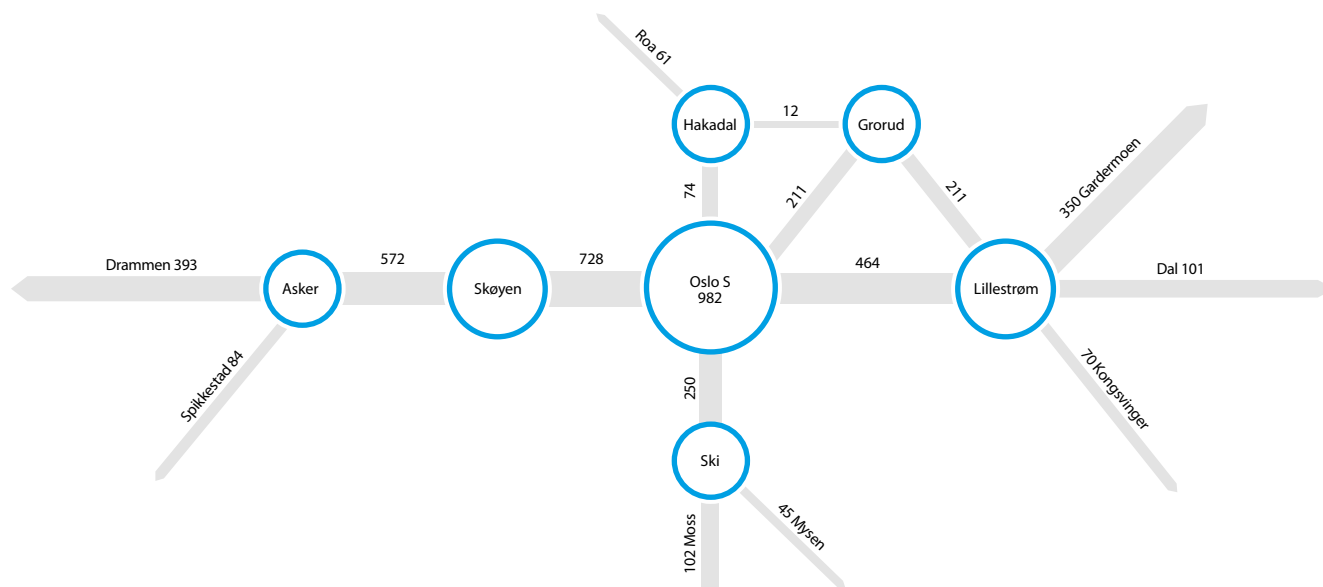 Roa 61
Hakadal
12
Grorud
74
211
211
350 Gardermoen
Drammen 393
572
728
464
Dal 101
Asker
Skøyen
Oslo S
982
Lillestrøm
Spikkestad 84
250
70 Kongsvinger
Ski
102 Moss
45 Mysen